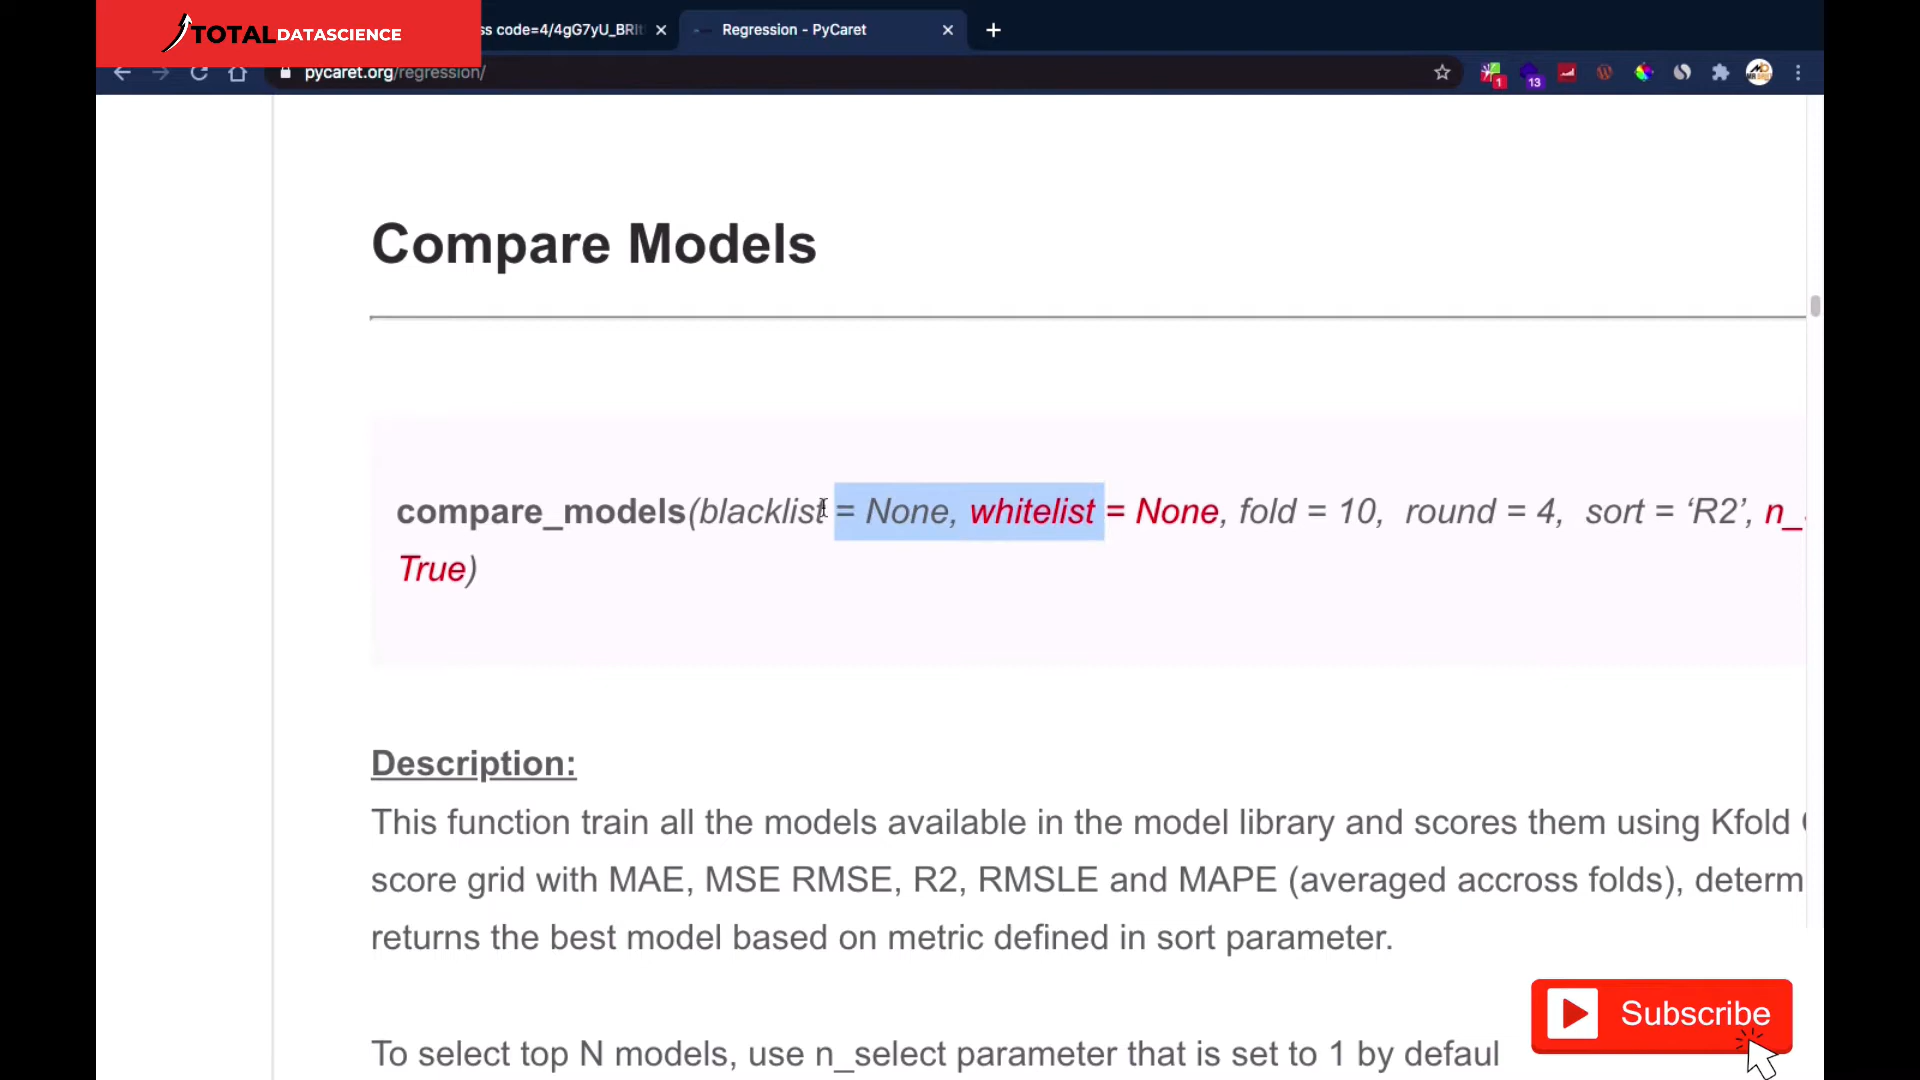 TOTALDATASCIENCE
ss code=4/4gG7yU_BRIt
Regression - PyCaret
pycaret.org/regression/
1
13
Compare Models
compare_models(blacklist = None, whitelist = None, fold = 10, round = 4, sort = ‘R2’, n_
True)
Description:
This function train all the models available in the model library and scores them using Kfold
score grid with MAE, MSE RMSE, R2, RMSLE and MAPE (averaged accross folds), determ
returns the best model based on metric defined in sort parameter.
To select top N models, use n_select parameter that is set to 1 by defaul
Subscribe